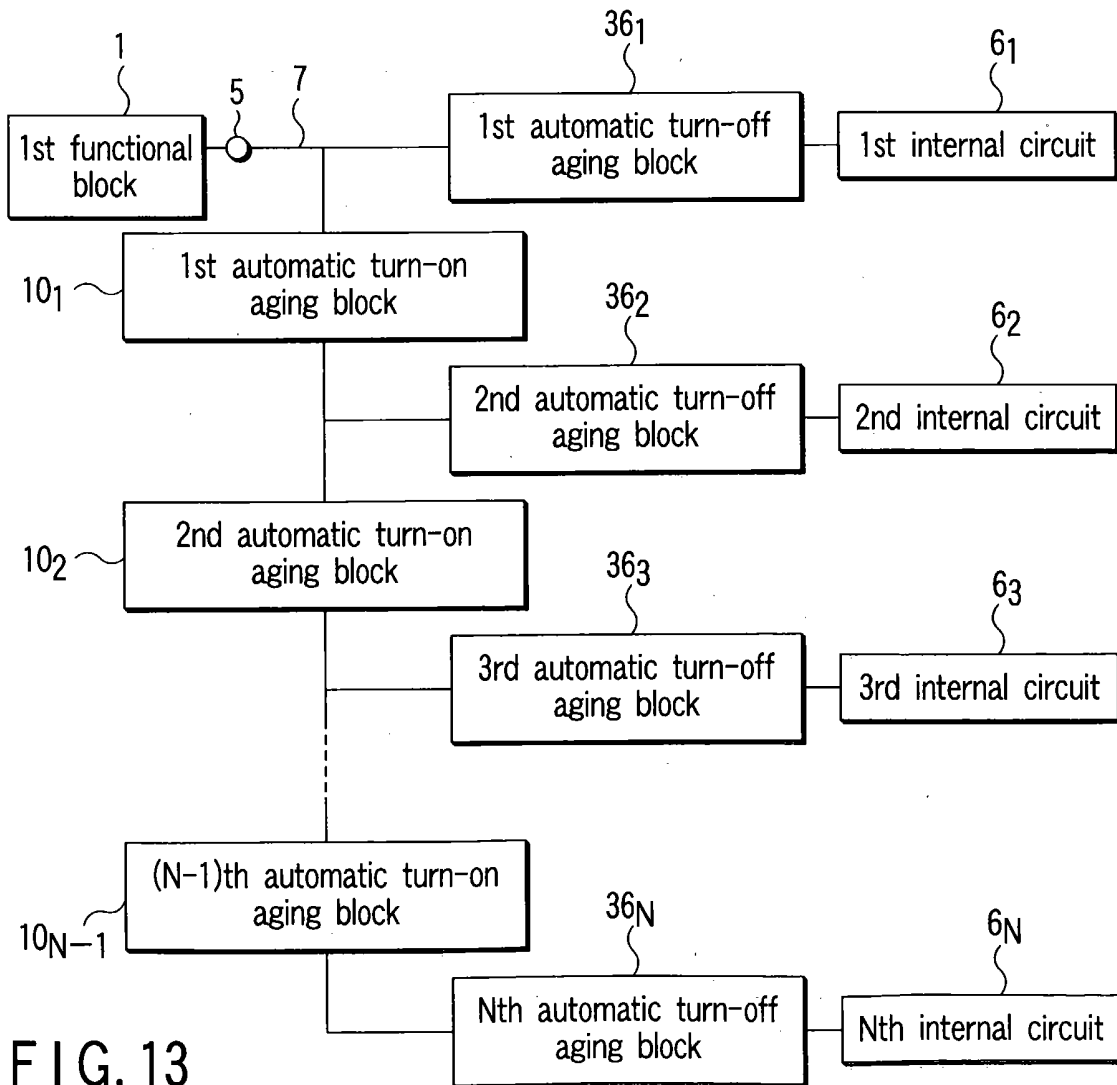 1
5
7
36₁
6₁
1st functional
block
1st automatic turn-off
aging block
1st internal circuit
10₁
1st automatic turn-on
aging block
36₂
6₂
2nd automatic turn-off
aging block
2nd internal circuit
10₂
2nd automatic turn-on
aging block
36₃
6₃
3rd automatic turn-off
aging block
3rd internal circuit
10N-1
(N-1)th automatic turn-on
aging block
36N
6N
Nth automatic turn-off
aging block
Nth internal circuit
FIG. 13